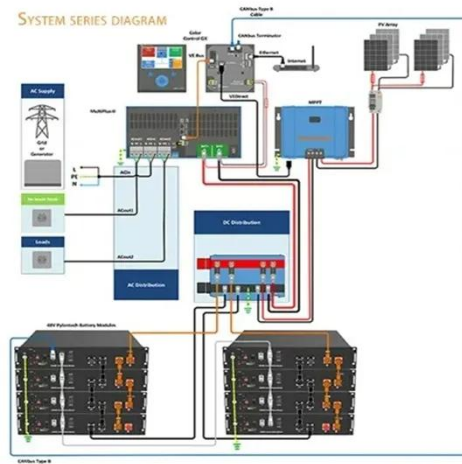 SYSTEM SERIES DIAGRAM
CANbus Type B
Cable
Color
Control GX
CANbus Terminator
VE Bus
Ethernet
Internet
PV Array
AC Supply
Grid
or
Generator
MultiPlus-II
VE Direct
MPPT
L
PE
N
ACin
ACout1
Loads
ACout2
AC Distribution
DC Distribution
48V Pylontech Battery Modules
CANbus Type B